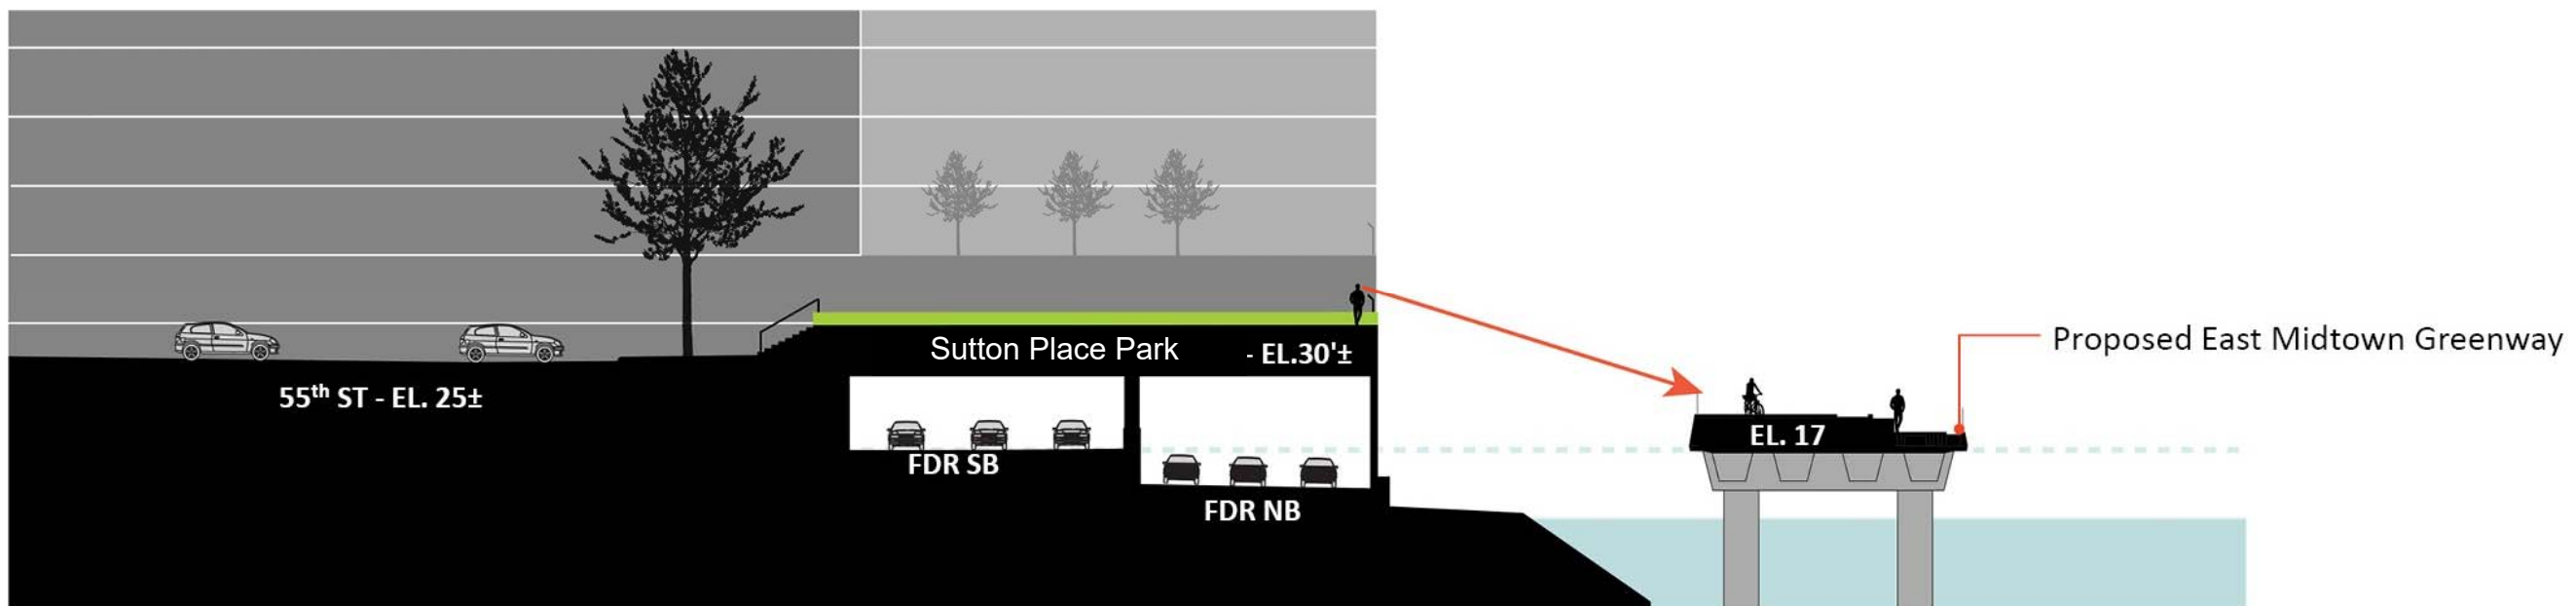 Sutton Place Park - EL.30'±
Proposed East Midtown Greenway
55th ST - EL. 25±
EL. 17
FDR SB
FDR NB